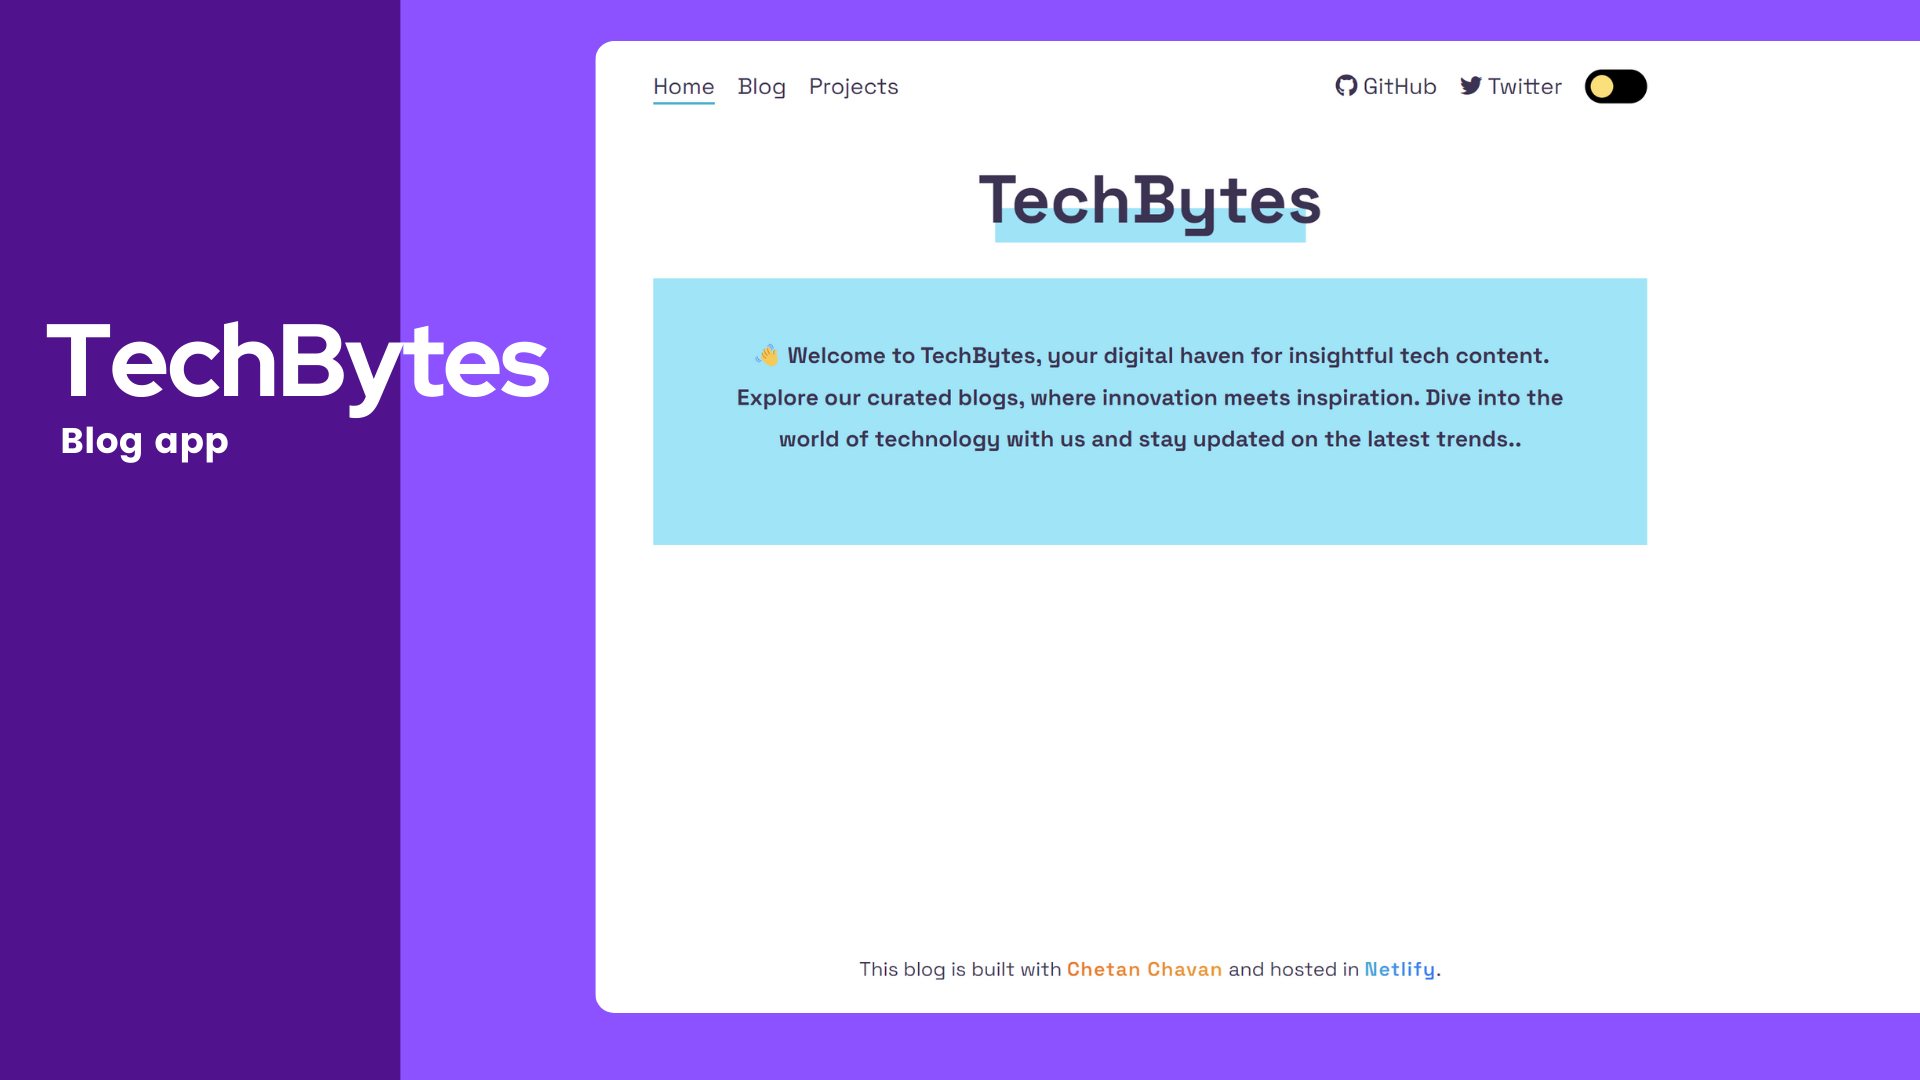 TechBytes
Blog app
Home Blog Projects GitHub Twitter
TechBytes
👋 Welcome to TechBytes, your digital haven for insightful tech content.
Explore our curated blogs, where innovation meets inspiration. Dive into the
world of technology with us and stay updated on the latest trends..
This blog is built with Chetan Chavan and hosted in Netlify.